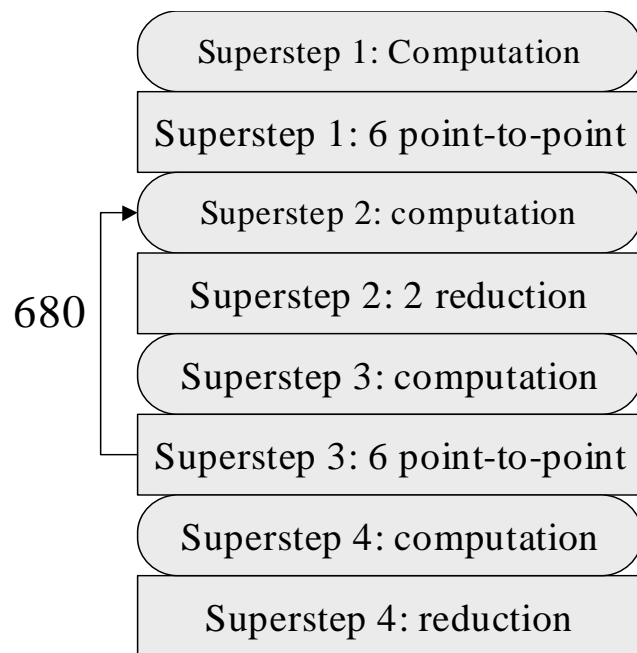 Superstep 1: Computation
Superstep 1: 6 point-to-point
Superstep 2: computation
Superstep 2: 2 reduction
680
Superstep 3: computation
Superstep 3: 6 point-to-point
Superstep 4: computation
Superstep 4: reduction